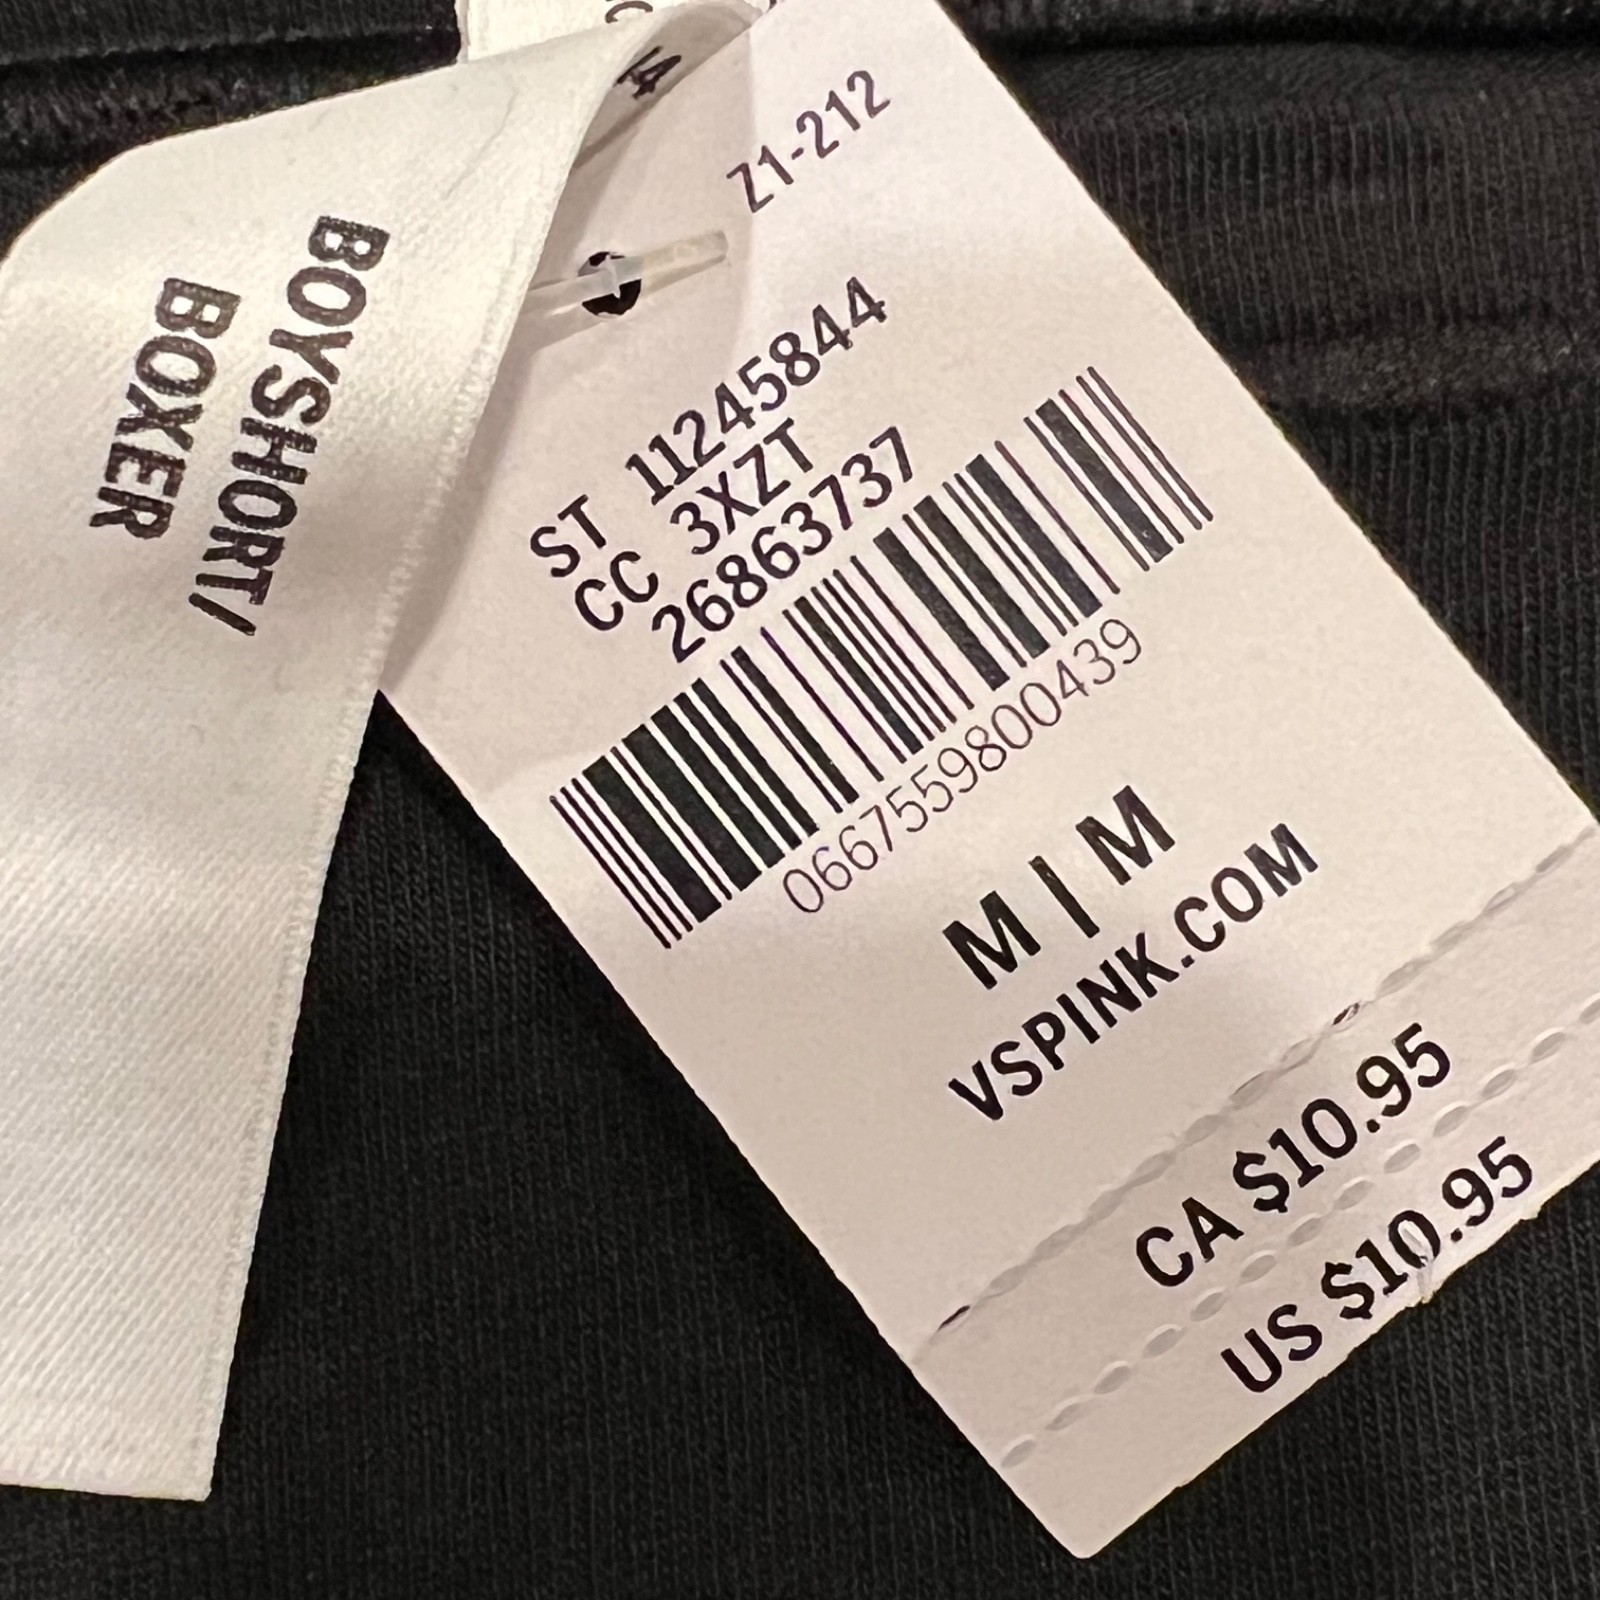 BOYSHORT/
BOXER
Z1-212
ST 11245844
CC 3XZT
26863737
0667559800439
M | M
VSPINK.COM
CA $10.95
US $10.95